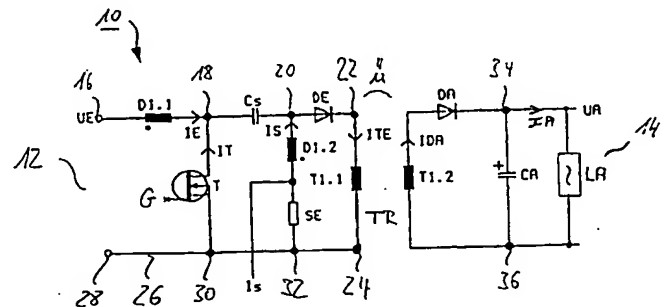 10
16
18
20
22
ü
34
UE
D1.1
IE
Cs
IS
DE
ITE
IDA
DA
IA
UA
12
IT
D1.2
T1.1
T1.2
CA
+
LA
14
G
T
SE
TR
28
26
30
Is
32
24
36